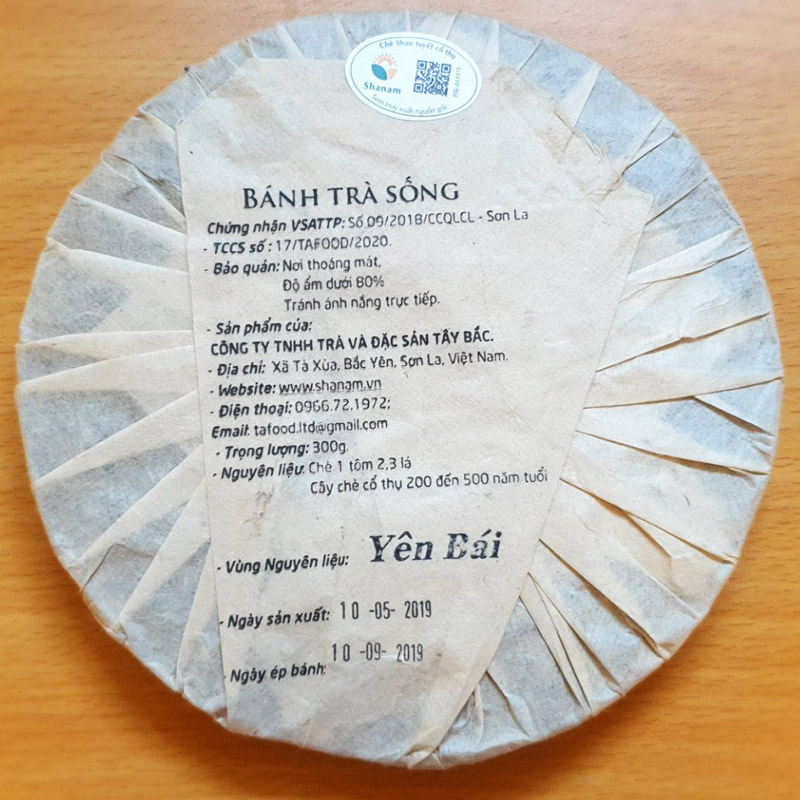 Chè Shan tuyết cổ thụ
Shanam
Tem truy xuất nguồn gốc
BÁNH TRÀ SỐNG
Chứng nhận VSATTP: Số 09/2018/CCQLCL - Sơn La
- TCCS số : 17/TAFOOD/2020.
- Bảo quản: Nơi thoáng mát,
Độ ẩm dưới 80%
Tránh ánh nắng trực tiếp.
- Sản phẩm của:
CÔNG TY TNHH TRÀ VÀ ĐẶC SẢN TÂY BẮC.
- Địa chỉ: Xã Tà Xùa, Bắc Yên, Sơn La, Việt Nam.
- Website: www.shanam.vn
- Điện thoại: 0966.72.1972;
Email: tafood.ltd@gmail.com
- Trọng lượng: 300g.
- Nguyên liệu: Chè 1 tôm 2,3 lá
Cây chè cổ thụ 200 đến 500 năm tuổi
- Vùng Nguyên liệu: Yên Bái
- Ngày sản xuất: 10 -05- 2019
- Ngày ép bánh: 10 -09- 2019